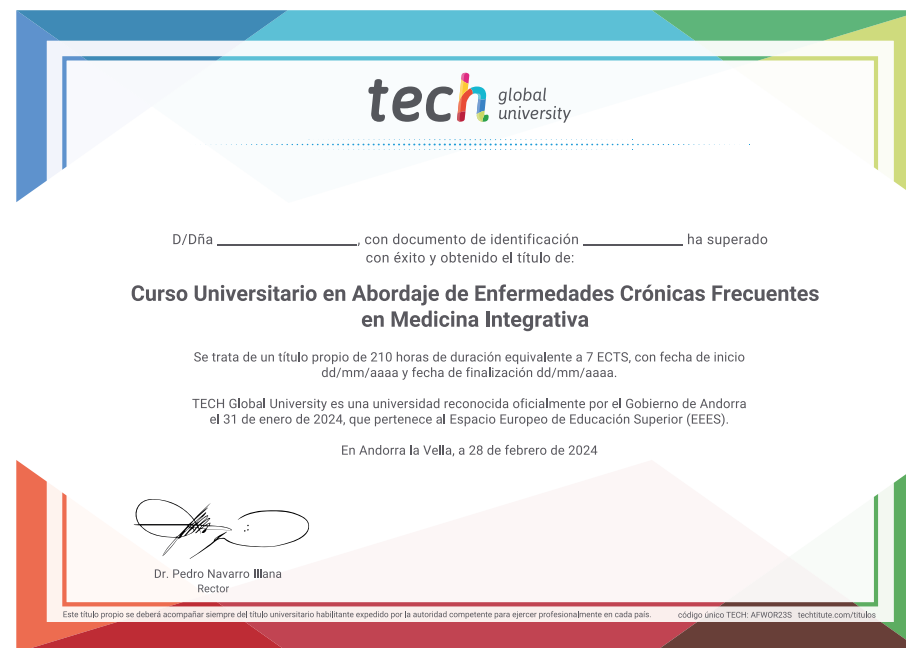 tech global university
D/Dña ______________, con documento de identificación __________ ha superado
con éxito y obtenido el título de:
Curso Universitario en Abordaje de Enfermedades Crónicas Frecuentes
en Medicina Integrativa
Se trata de un título propio de 210 horas de duración equivalente a 7 ECTS, con fecha de inicio
dd/mm/aaaa y fecha de finalización dd/mm/aaaa.
TECH Global University es una universidad reconocida oficialmente por el Gobierno de Andorra
el 31 de enero de 2024, que pertenece al Espacio Europeo de Educación Superior (EEES).
En Andorra la Vella, a 28 de febrero de 2024
Dr. Pedro Navarro Illana
Rector
Este título propio se deberá acompañar siempre del título universitario habilitante expedido por la autoridad competente para ejercer profesionalmente en cada país. código único TECH: AFWOR23S techtitute.com/titulos